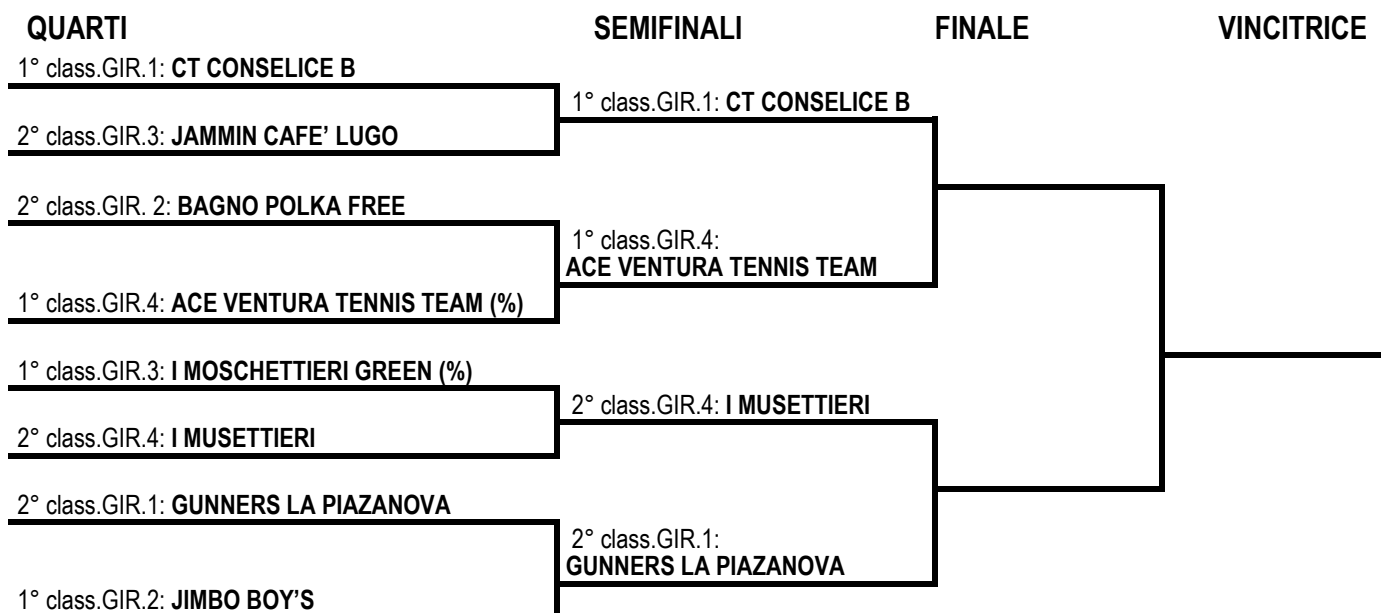 QUARTI SEMIFINALI FINALE VINCITRICE
1° class.GIR.1: CT CONSELICE B
2° class.GIR.3: JAMMIN CAFE’ LUGO
2° class.GIR. 2: BAGNO POLKA FREE
1° class.GIR.4: ACE VENTURA TENNIS TEAM (%)
1° class.GIR.3: I MOSCHETTIERI GREEN (%)
2° class.GIR.4: I MUSETTIERI
2° class.GIR.1: GUNNERS LA PIAZANOVA
1° class.GIR.2: JIMBO BOY’S
1° class.GIR.1: CT CONSELICE B
1° class.GIR.4:
ACE VENTURA TENNIS TEAM
2° class.GIR.4: I MUSETTIERI
2° class.GIR.1:
GUNNERS LA PIAZANOVA